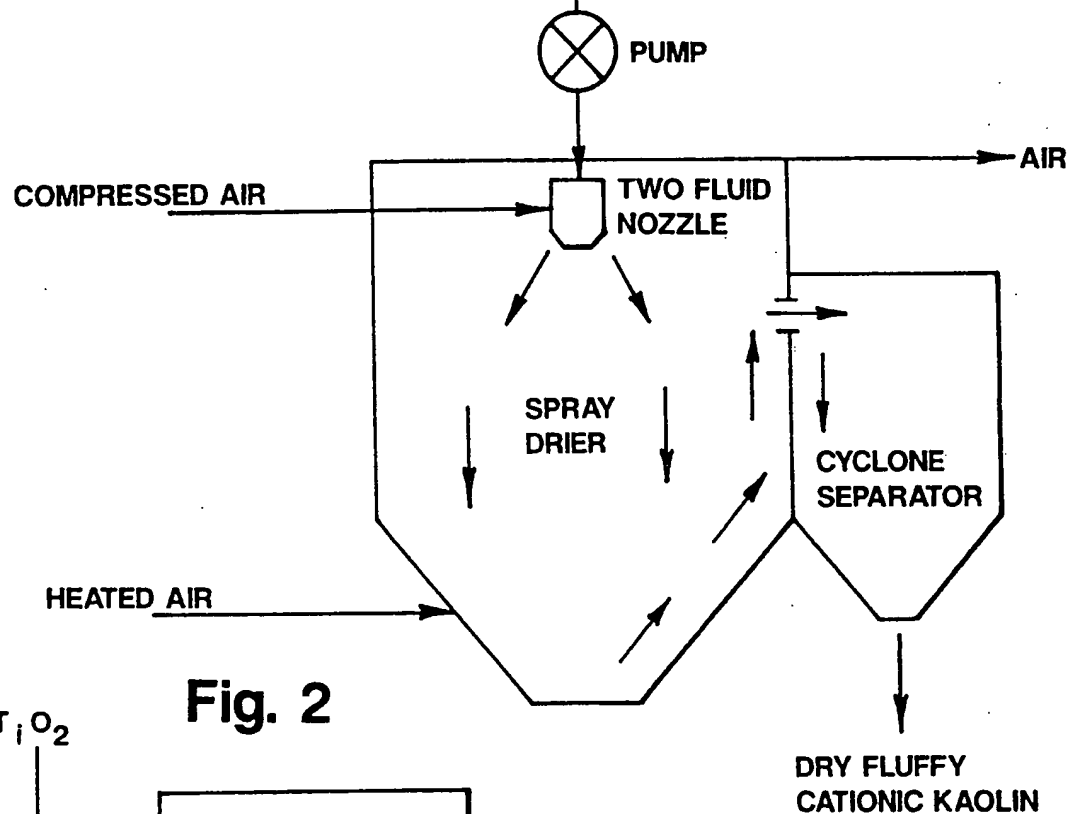 PUMP
AIR
COMPRESSED AIR
TWO FLUID
NOZZLE
SPRAY
DRIER
CYCLONE
SEPARATOR
HEATED AIR
Fig. 2
TiO2
DRY FLUFFY
CATIONIC KAOLIN